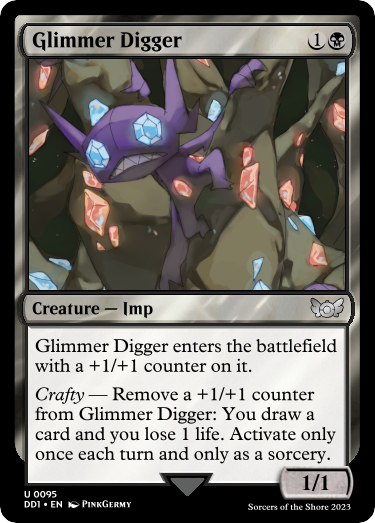 Glimmer Digger 1
Creature — Imp
Glimmer Digger enters the battlefield
with a +1/+1 counter on it.
Crafty — Remove a +1/+1 counter
from Glimmer Digger: You draw a
card and you lose 1 life. Activate only
once each turn and only as a sorcery.
1/1
U 0095
DD1 • EN PinkGermy
Sorcers of the Shore 2023